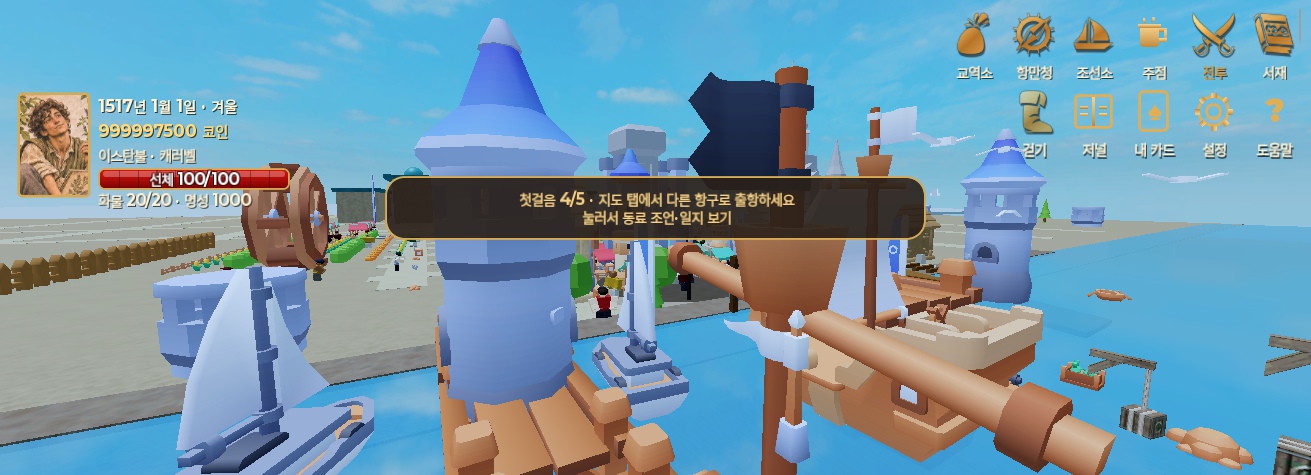 1517년 1월 1일 · 겨울
999997500 코인
이스탄불 · 캐러벨
선체 100/100
화물 20/20 · 명성 1000
교역소
항만청
조선소
주점
전투
서재
걷기
저널
내 카드
설정
도움말
첫걸음 4/5 · 지도 탭에서 다른 항구로 출항하세요
눌러서 동료 조언·일지 보기